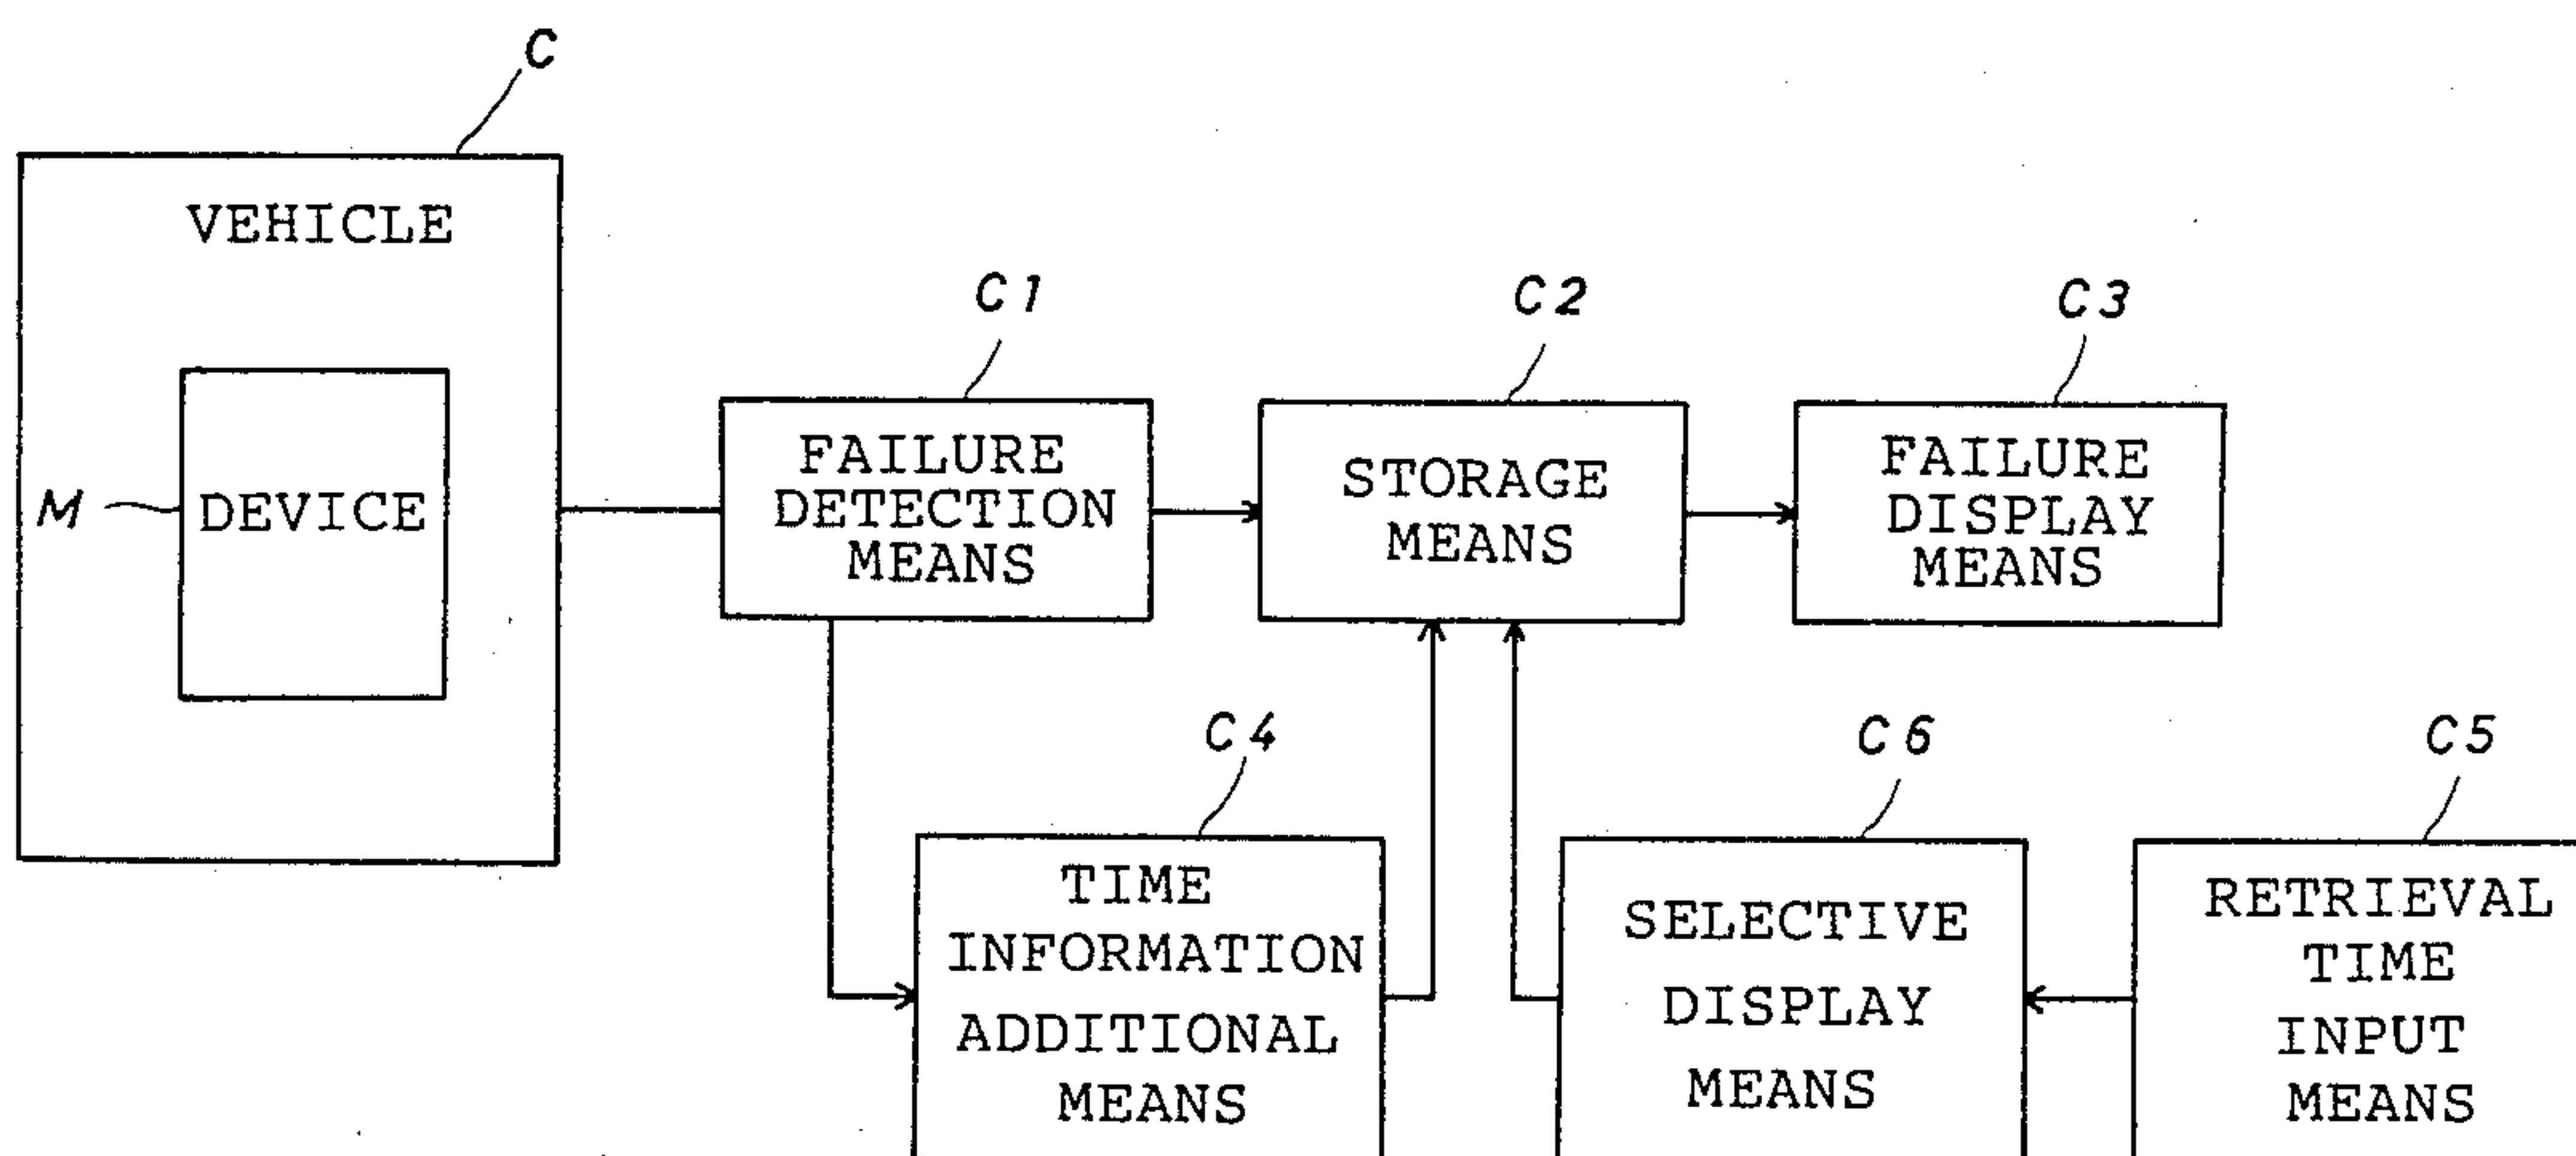 C
VEHICLE
M
DEVICE
C1
FAILURE
DETECTION
MEANS
C2
STORAGE
MEANS
C3
FAILURE
DISPLAY
MEANS
C4
TIME
INFORMATION
ADDITIONAL
MEANS
C6
SELECTIVE
DISPLAY
MEANS
C5
RETRIEVAL
TIME
INPUT
MEANS